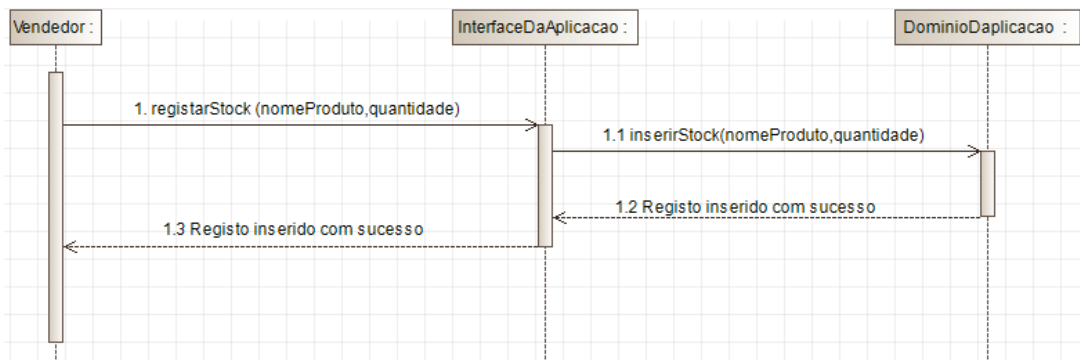 Vendedor :
InterfaceDaAplicacao :
DominioDaplicacao :
1. registarStock (nomeProduto,quantidade)
1.1 inserirStock(nomeProduto,quantidade)
1.2 Registo inserido com sucesso
1.3 Registo inserido com sucesso